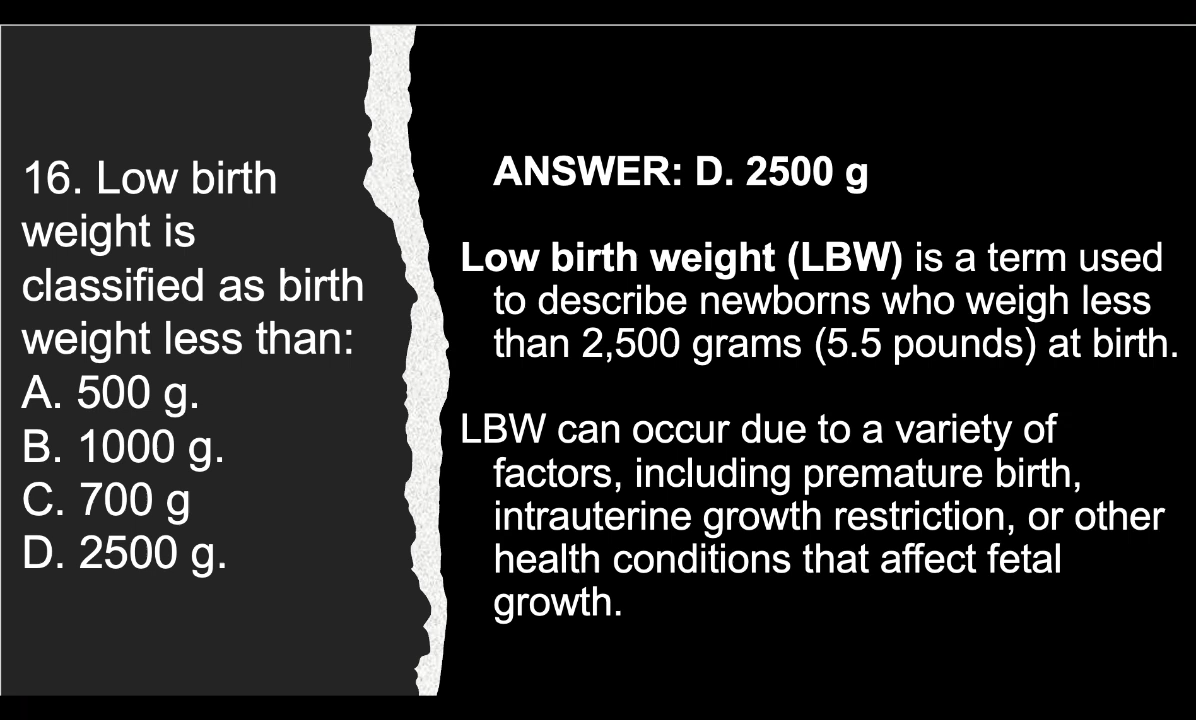 16. Low birth
weight is
classified as birth
weight less than:
A. 500 g.
B. 1000 g.
C. 700 g
D. 2500 g.
ANSWER: D. 2500 g
Low birth weight (LBW) is a term used
to describe newborns who weigh less
than 2,500 grams (5.5 pounds) at birth.
LBW can occur due to a variety of
factors, including premature birth,
intrauterine growth restriction, or other
health conditions that affect fetal
growth.